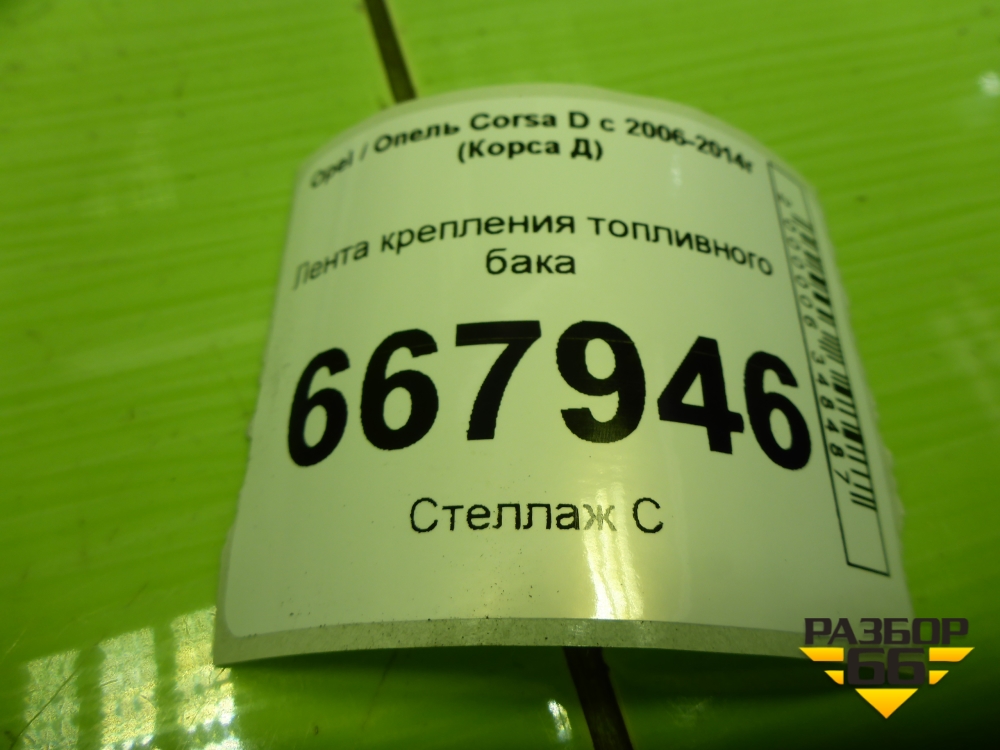 Opel / Опель Corsa D с 2006-2014г
(Корса Д)
Лента крепления топливного
бака
667946
Стеллаж С
РАЗБОР
66